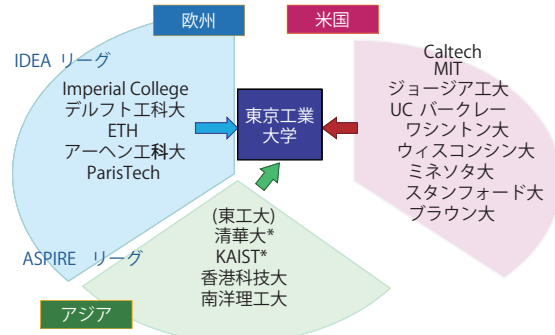 欧州
米国
IDEA リーグ
Imperial College
デルフト工科大
ETH
アーヘン工科大
ParisTech
東京工業
大学
Caltech
MIT
ジョージア工大
UC バークレー
ワシントン大
ウィスコンシン大
ミネソタ大
スタンフォード大
ブラウン大
ASPIRE リーグ
(東工大)
清華大*
KAIST*
香港科技大
南洋理工大
アジア